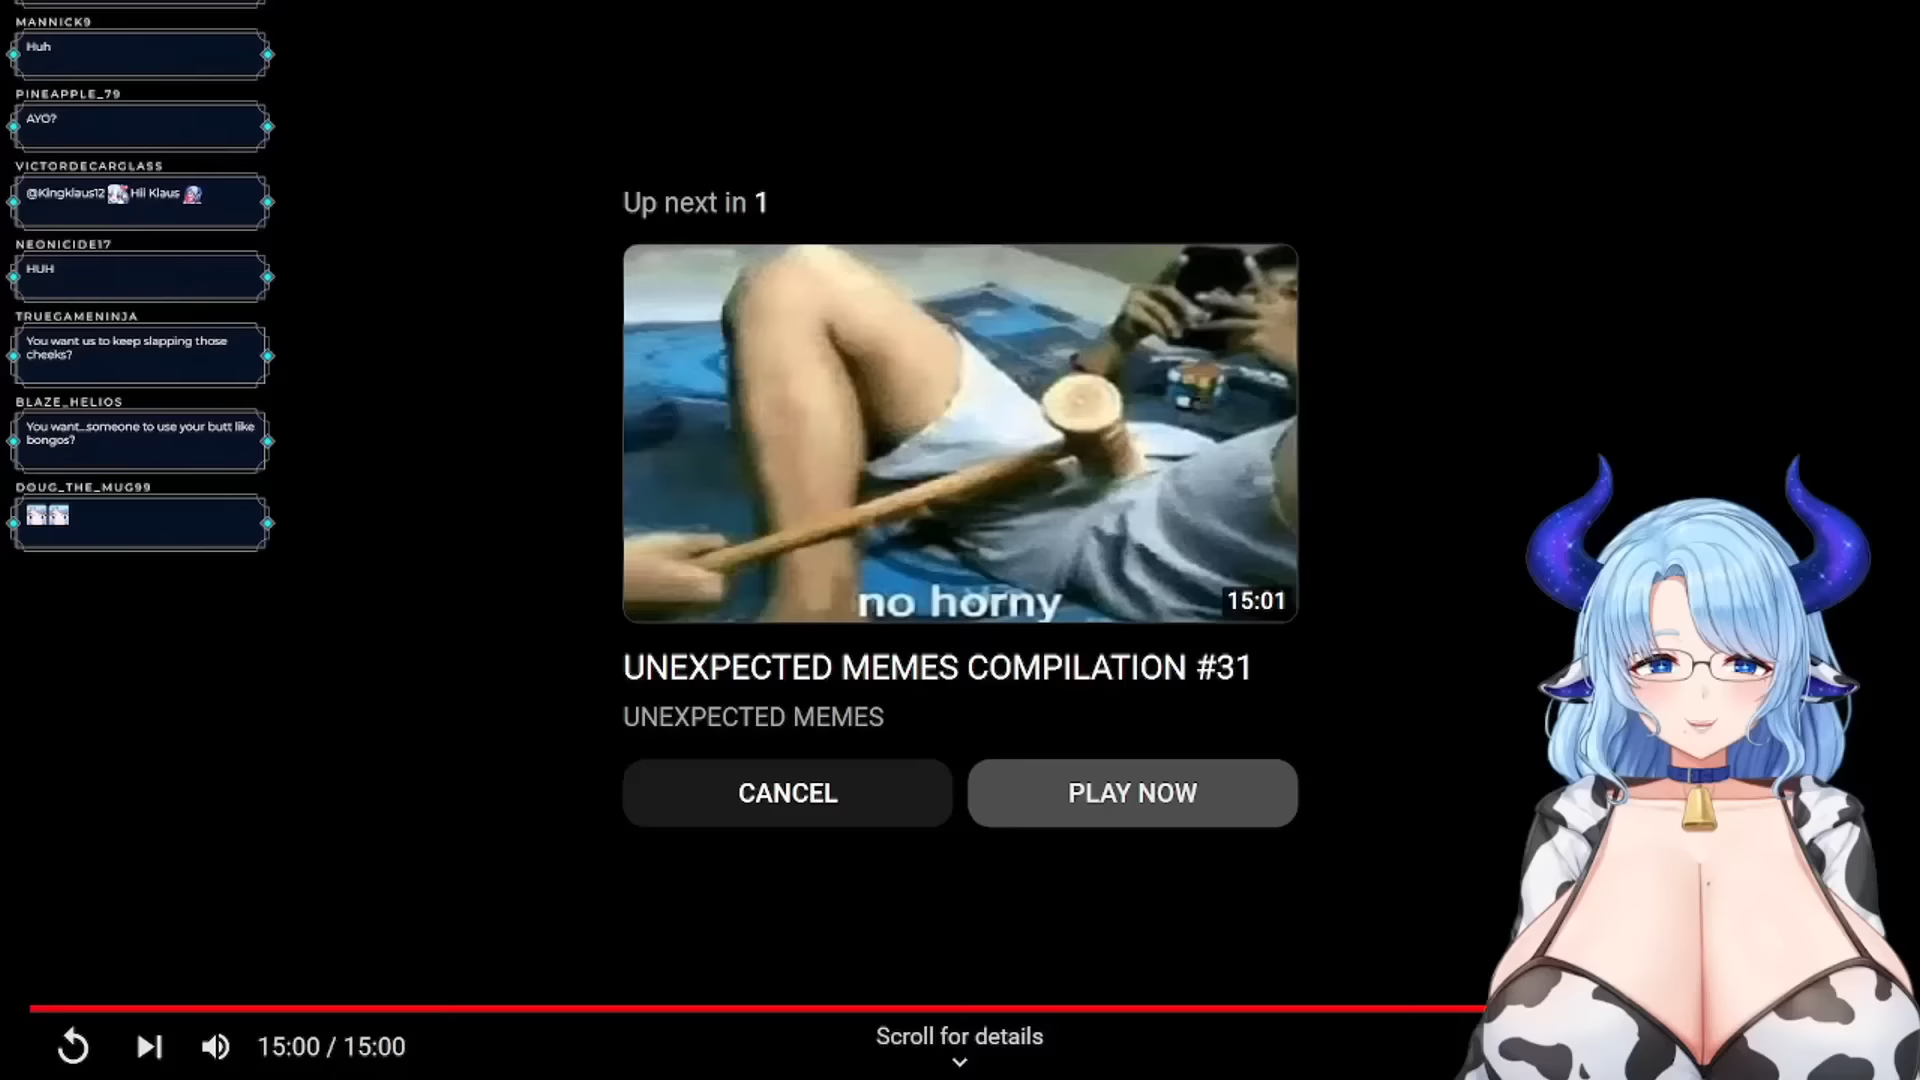 MANNICK9
Huh
PINEAPPLE_79
AYO?
VICTORDECARGLASS
@Kingklaus12 Hii Klaus
NEONICIDE17
HUH
TRUEGAMENINJA
You want us to keep slapping those
cheeks?
BLAZE_HELIOS
You want...someone to use your butt like
bongos?
DOUG_THE_MUG99
Up next in 1
no horny
15:01
UNEXPECTED MEMES COMPILATION #31
UNEXPECTED MEMES
CANCEL
PLAY NOW
15:00 / 15:00
Scroll for details